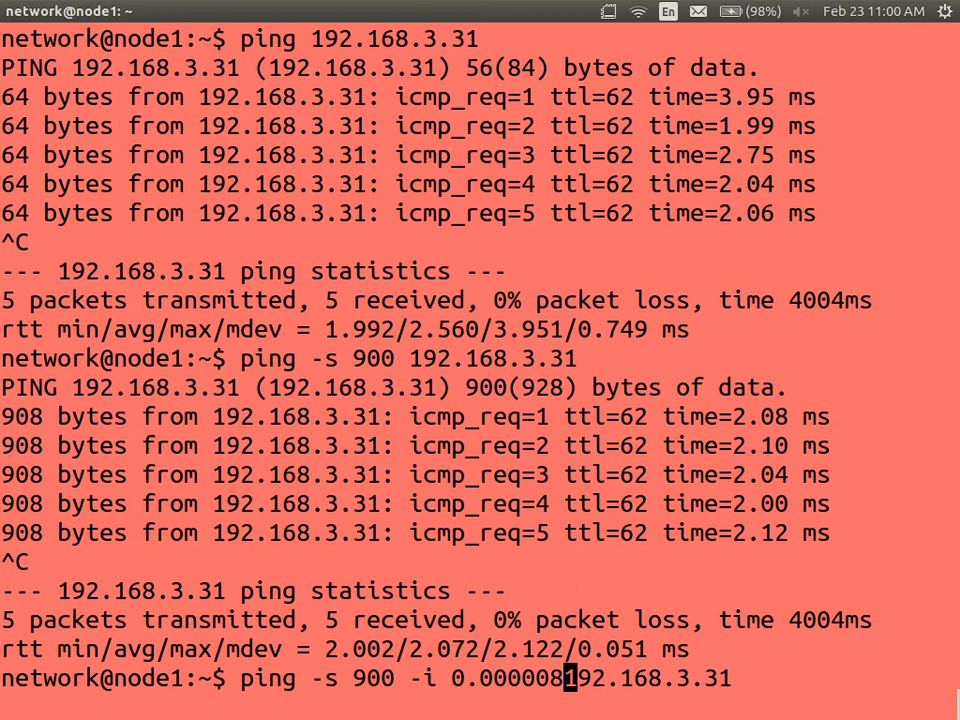 network@node1: ~
En (98%) Feb 23 11:00 AM
network@node1:~$ ping 192.168.3.31
PING 192.168.3.31 (192.168.3.31) 56(84) bytes of data.
64 bytes from 192.168.3.31: icmp_req=1 ttl=62 time=3.95 ms
64 bytes from 192.168.3.31: icmp_req=2 ttl=62 time=1.99 ms
64 bytes from 192.168.3.31: icmp_req=3 ttl=62 time=2.75 ms
64 bytes from 192.168.3.31: icmp_req=4 ttl=62 time=2.04 ms
64 bytes from 192.168.3.31: icmp_req=5 ttl=62 time=2.06 ms
^C
--- 192.168.3.31 ping statistics ---
5 packets transmitted, 5 received, 0% packet loss, time 4004ms
rtt min/avg/max/mdev = 1.992/2.560/3.951/0.749 ms
network@node1:~$ ping -s 900 192.168.3.31
PING 192.168.3.31 (192.168.3.31) 900(928) bytes of data.
908 bytes from 192.168.3.31: icmp_req=1 ttl=62 time=2.08 ms
908 bytes from 192.168.3.31: icmp_req=2 ttl=62 time=2.10 ms
908 bytes from 192.168.3.31: icmp_req=3 ttl=62 time=2.04 ms
908 bytes from 192.168.3.31: icmp_req=4 ttl=62 time=2.00 ms
908 bytes from 192.168.3.31: icmp_req=5 ttl=62 time=2.12 ms
^C
--- 192.168.3.31 ping statistics ---
5 packets transmitted, 5 received, 0% packet loss, time 4004ms
rtt min/avg/max/mdev = 2.002/2.072/2.122/0.051 ms
network@node1:~$ ping -s 900 -i 0.000008192.168.3.31